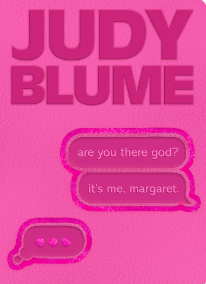 JUDY
BLUME
are you there god?
it's me, margaret.